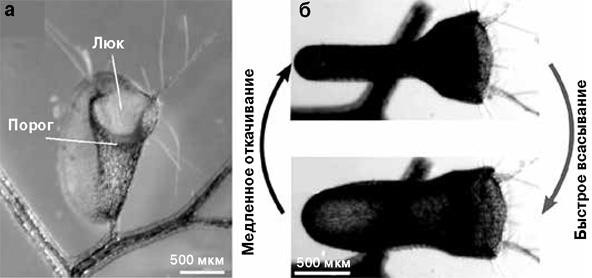 а
Люк
Порог
500 мкм
б
Медленное откачивание
Быстрое всасывание
500 мкм